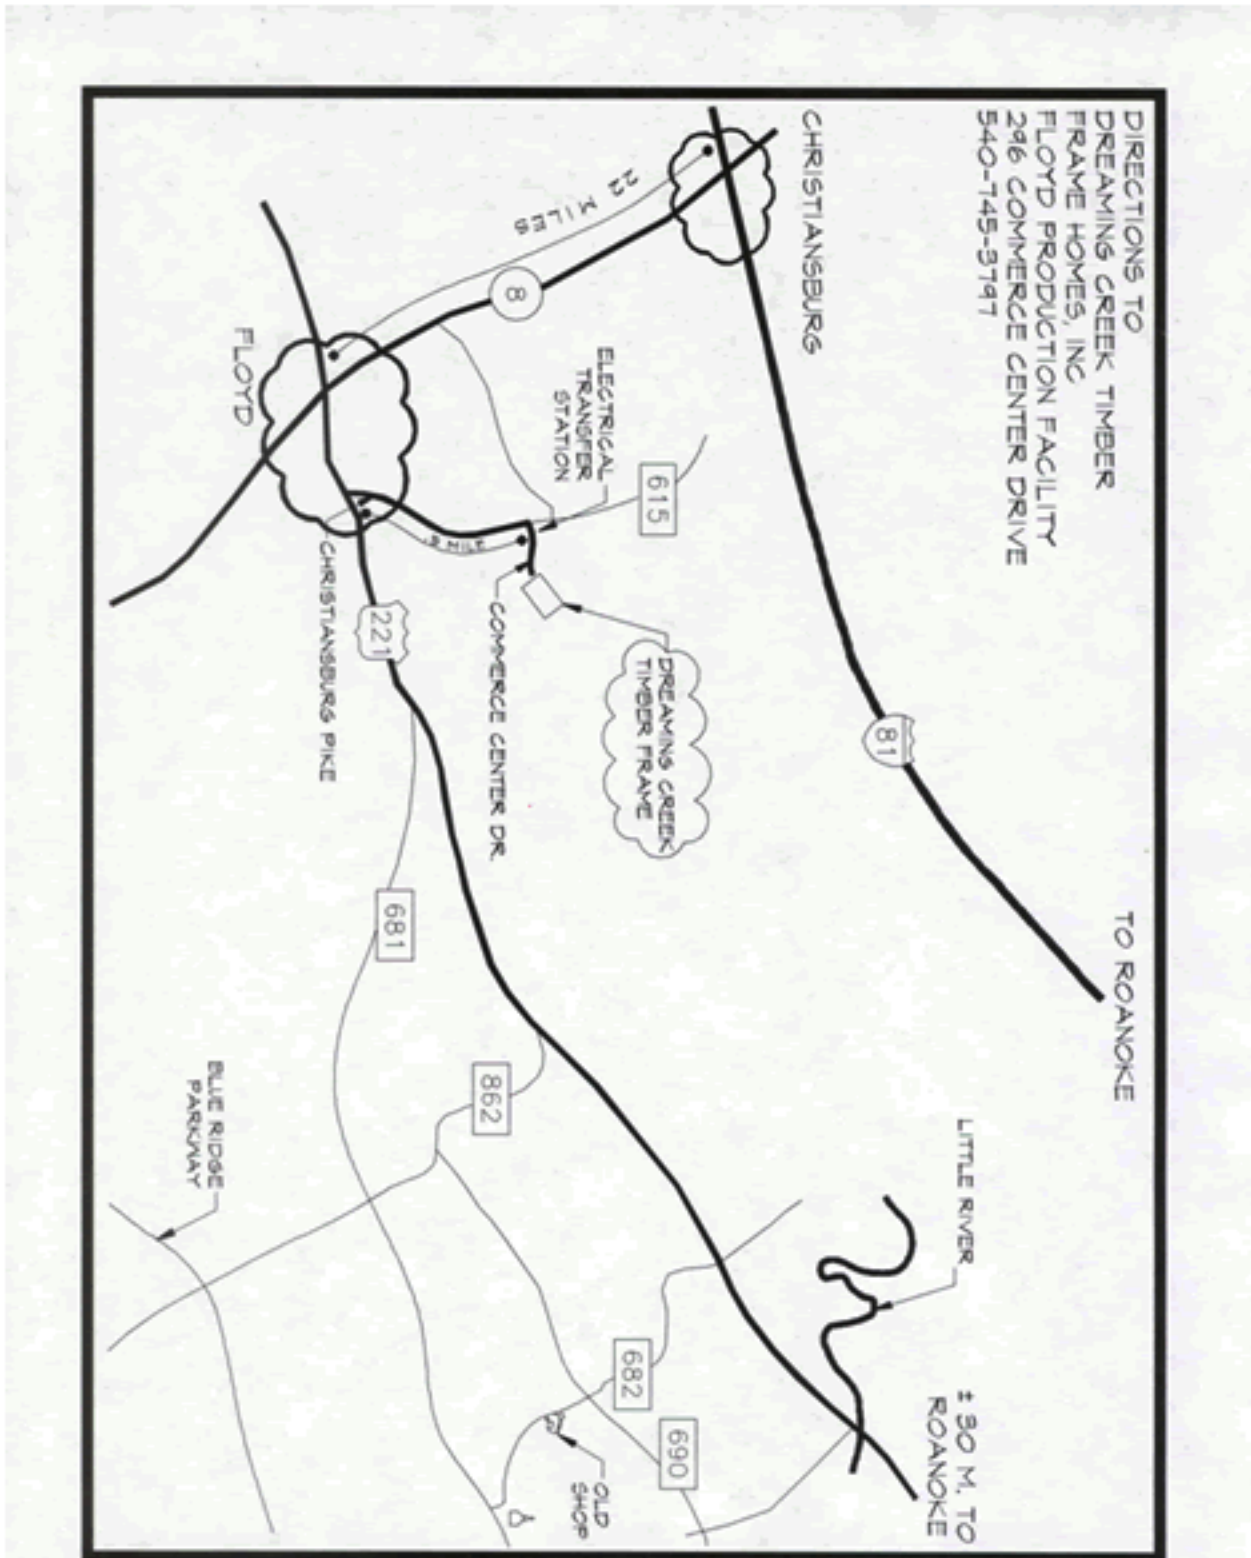 DIRECTIONS TO
DREAMING CREEK TIMBER
FRAME HOMES, INC
FLOYD PRODUCTION FACILITY
296 COMMERCE CENTER DRIVE
540-745-3797
TO ROANOKE
CHRISTIANSBURG
81
LITTLE RIVER
± 30 M. TO
ROANOKE
22 MILES
8
615
ELECTRICAL
TRANSFER
STATION
DREAMING CREEK
TIMBER FRAME
MILE
COMMERCE CENTER DR.
682
690
OLD
SHOP
862
221
681
FLOYD
CHRISTIANSBURG PIKE
BLUE RIDGE
PARKWAY